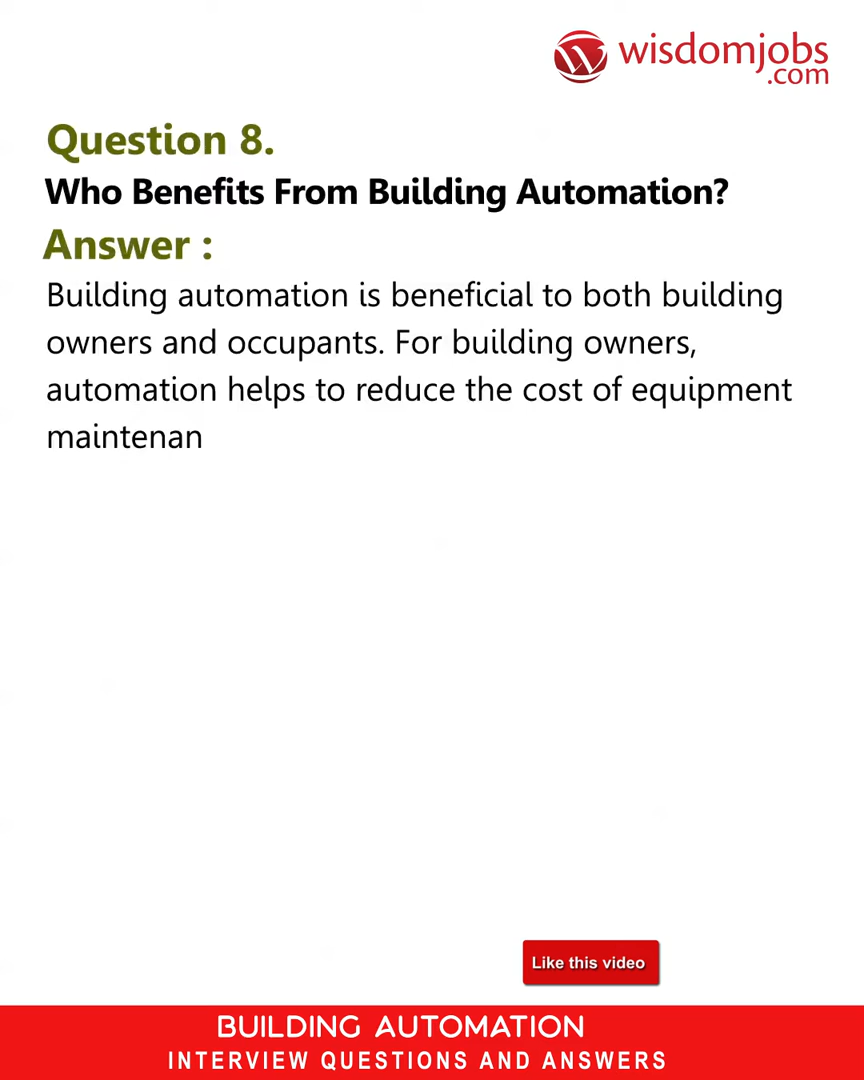 wisdomjobs
.com
Question 8.
Who Benefits From Building Automation?
Answer :
Building automation is beneficial to both building
owners and occupants. For building owners,
automation helps to reduce the cost of equipment
maintenan
Like this video
BUILDING AUTOMATION
INTERVIEW QUESTIONS AND ANSWERS